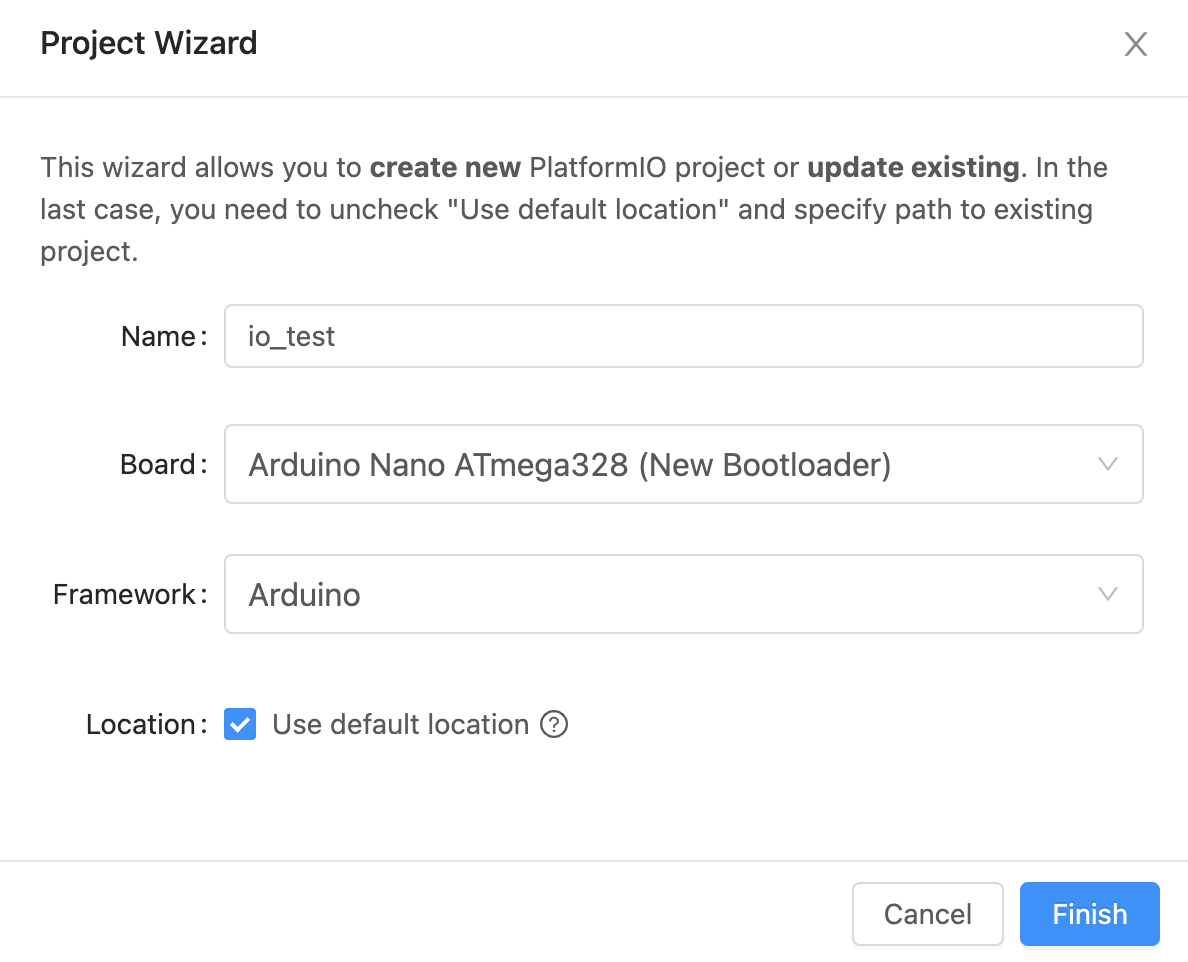 Project Wizard
This wizard allows you to create new PlatformIO project or update existing. In the
last case, you need to uncheck "Use default location" and specify path to existing
project.
Name: io_test
Board: Arduino Nano ATmega328 (New Bootloader)
Framework: Arduino
Location: Use default location ?
Cancel Finish